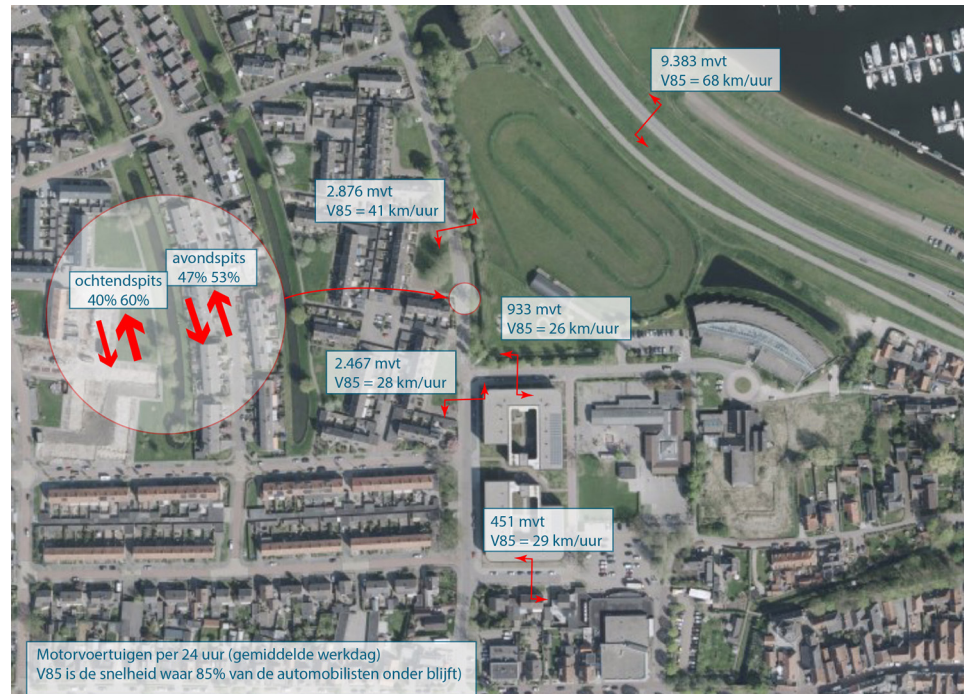 9.383 mvt
V85 = 68 km/uur
2.876 mvt
V85 = 41 km/uur
avondspits
47% 53%
ochtendspits
40% 60%
933 mvt
V85 = 26 km/uur
2.467 mvt
V85 = 28 km/uur
451 mvt
V85 = 29 km/uur
Motorvoertuigen per 24 uur (gemiddelde werkdag)
V85 is de snelheid waar 85% van de automobilisten onder blijft)